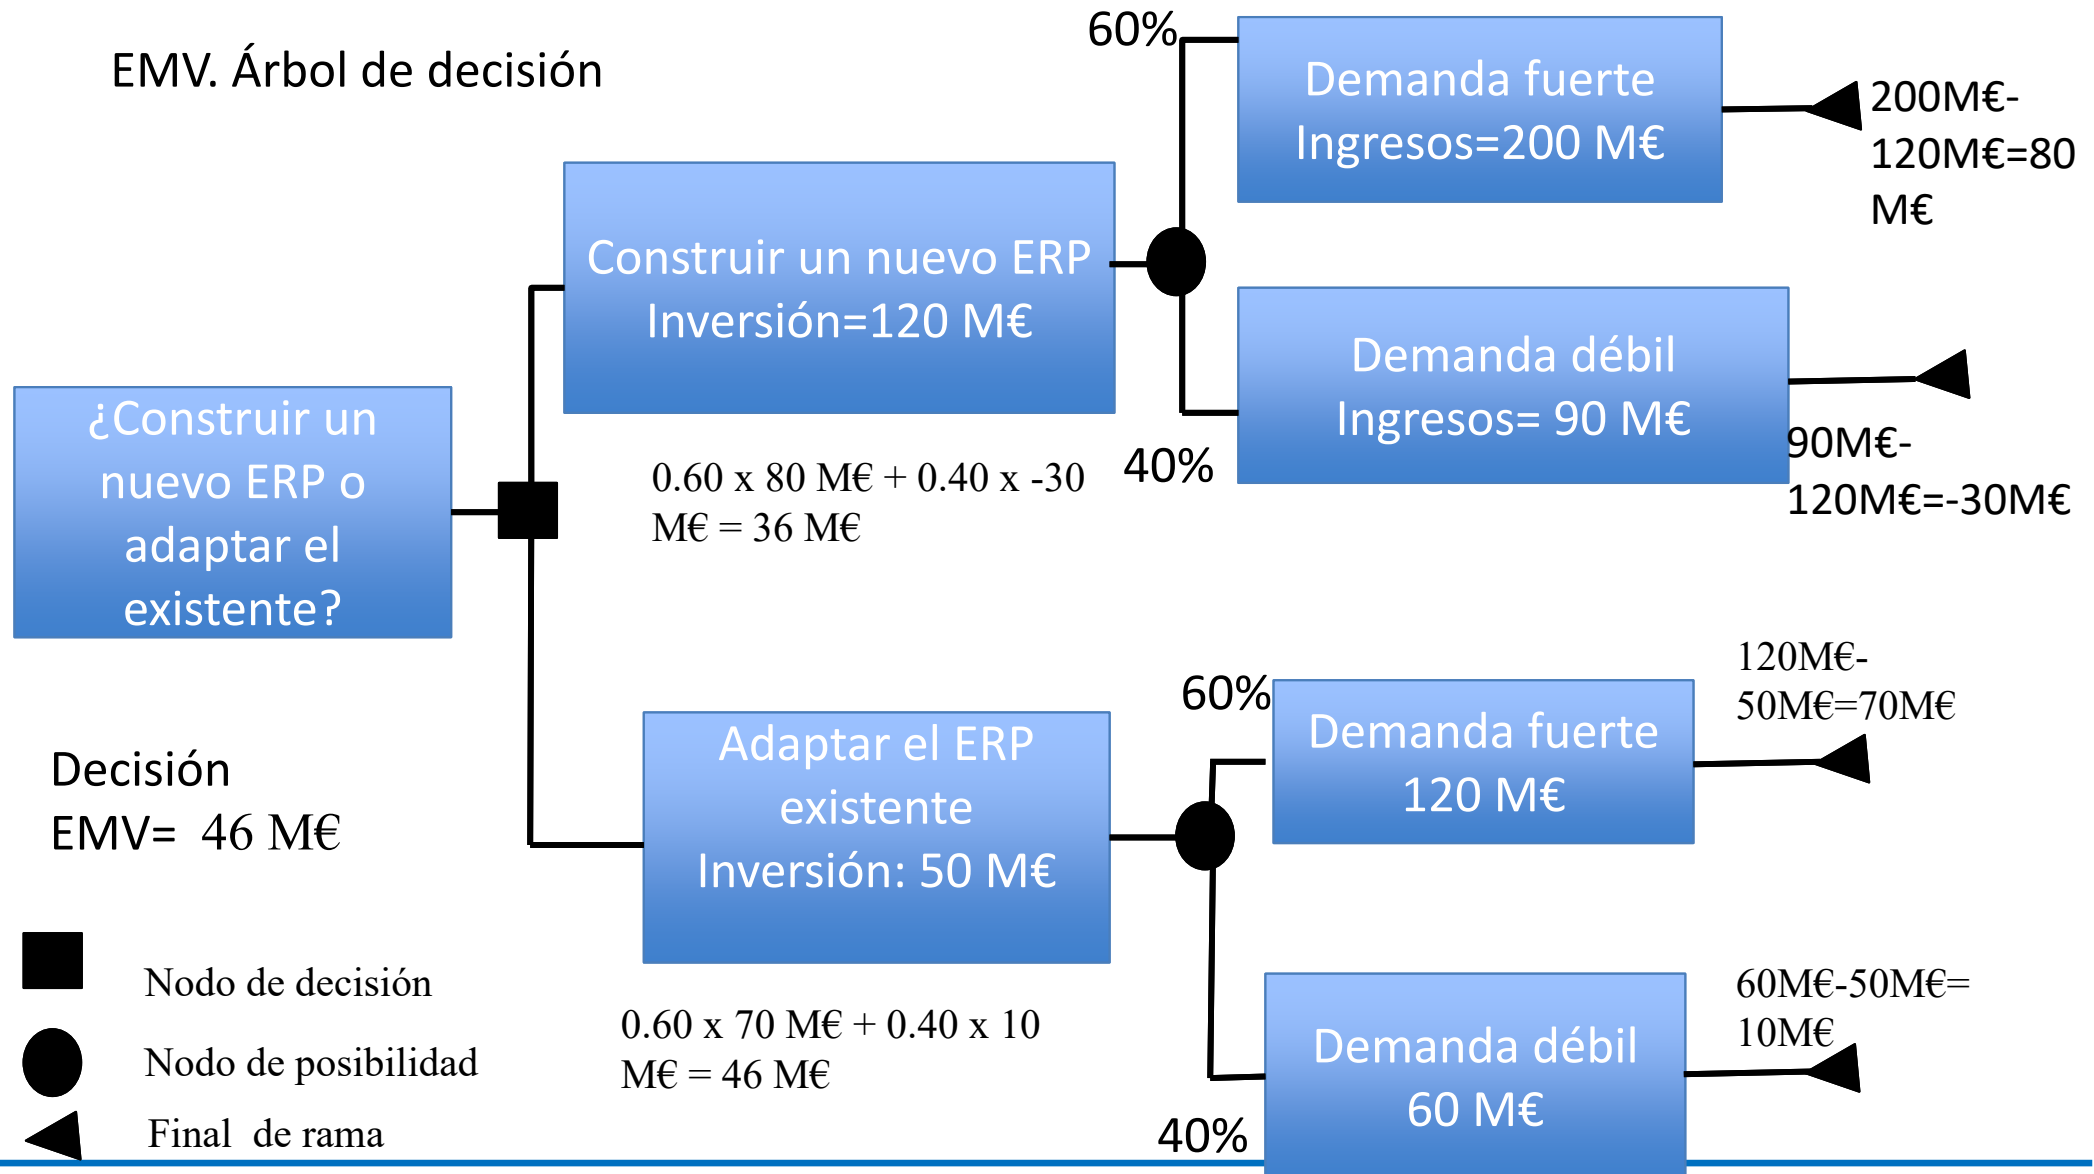 EMV. Árbol de decisión
60%
Demanda fuerte
Ingresos=200 M€
200M€-
120M€=80
M€
Construir un nuevo ERP
Inversión=120 M€
Demanda débil
Ingresos= 90 M€
40%
90M€-
120M€=-30M€
0.60 x 80 M€ + 0.40 x -30
M€ = 36 M€
¿Construir un
nuevo ERP o
adaptar el
existente?
120M€-
50M€=70M€
60%
Demanda fuerte
120 M€
Adaptar el ERP
existente
Inversión: 50 M€
Decisión
EMV= 46 M€
60M€-50M€=
10M€
Demanda débil
60 M€
40%
0.60 x 70 M€ + 0.40 x 10
M€ = 46 M€
Nodo de decisión
Nodo de posibilidad
Final de rama